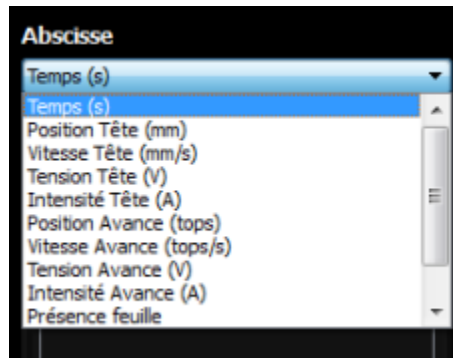 Abscisse
Temps (s)
Temps (s)
Position Tête (mm)
Vitesse Tête (mm/s)
Tension Tête (V)
Intensité Tête (A)
Position Avance (tops)
Vitesse Avance (tops/s)
Tension Avance (V)
Intensité Avance (A)
Présence feuille